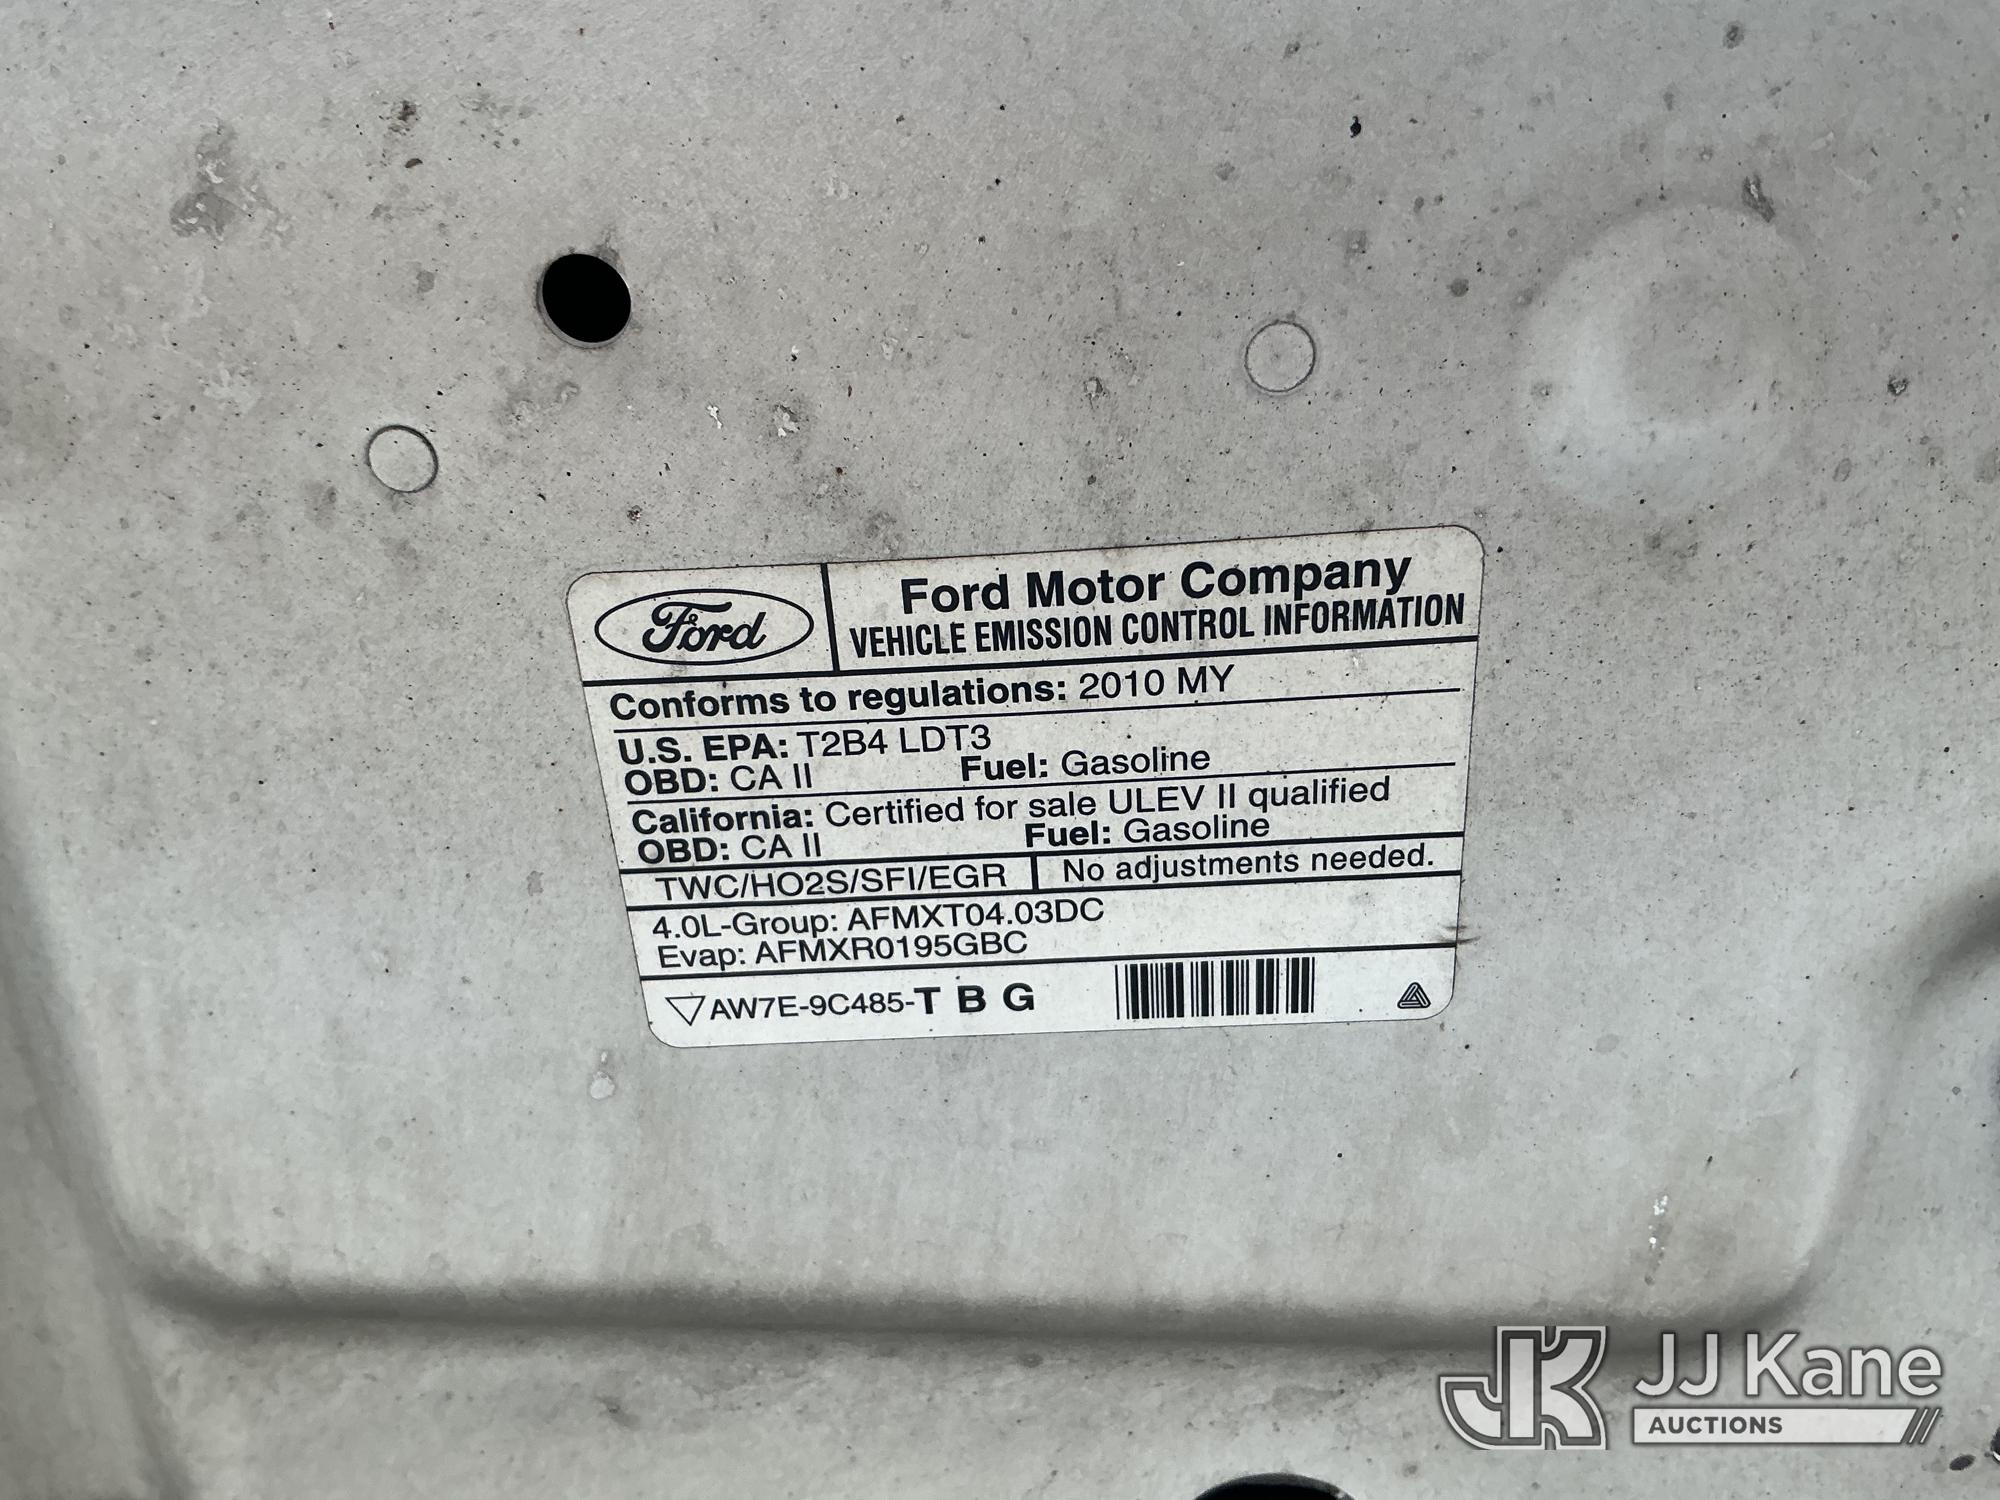 Ford
Ford Motor Company
VEHICLE EMISSION CONTROL INFORMATION
Conforms to regulations: 2010 MY
U.S. EPA: T2B4 LDT3
OBD: CA II Fuel: Gasoline
California: Certified for sale ULEV II qualified
OBD: CA II Fuel: Gasoline
TWC/HO2S/SFI/EGR No adjustments needed.
4.0L-Group: AFMXT04.03DC
Evap: AFMXR0195GBC
AW7E-9C485-T B G
JK JJ Kane
AUCTIONS